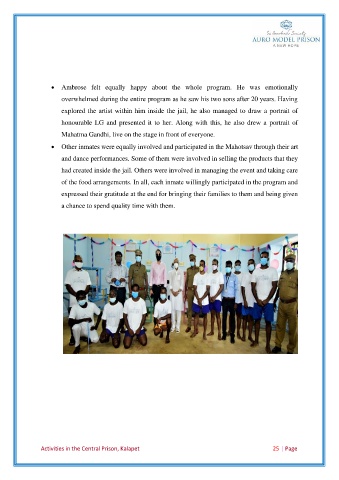 Sri Aurobindo Society
AURO MODEL PRISON
A NEW HOPE
• Ambrose felt equally happy about the whole program. He was emotionally
overwhelmed during the entire program as he saw his two sons after 20 years. Having
explored the artist within him inside the jail, he also managed to draw a portrait of
honourable LG and presented it to her. Along with this, he also drew a portrait of
Mahatma Gandhi, live on the stage in front of everyone.
• Other inmates were equally involved and participated in the Mahotsav through their art
and dance performances. Some of them were involved in selling the products that they
had created inside the jail. Others were involved in managing the event and taking care
of the food arrangements. In all, each inmate willingly participated in the program and
expressed their gratitude at the end for bringing their families to them and being given
a chance to spend quality time with them.
Activities in the Central Prison, Kalapet 25 | Page